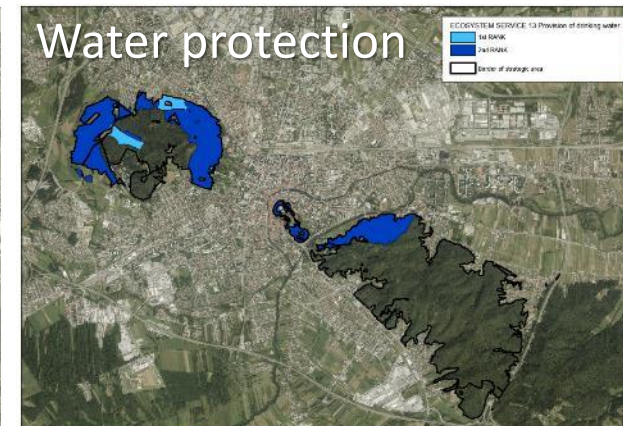 Water protection
ECOSYSTEM SERVICE 13 Provision of drinking water
1st RANK
2nd RANK
Border of strategic area